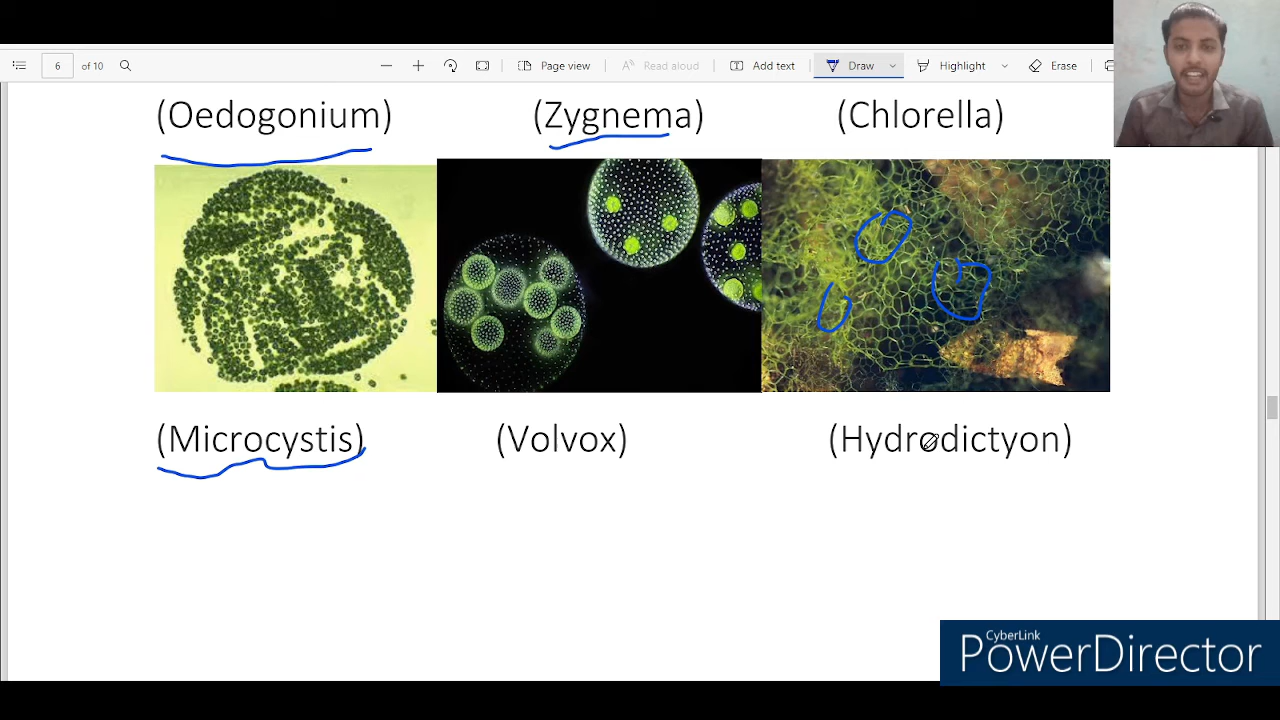 6 of 10 Page view Read aloud Add text Draw Highlight Erase
(Oedogonium) (Zygnema) (Chlorella)
(Microcystis) (Volvox) (Hydrodictyon)
CyberLink
PowerDirector